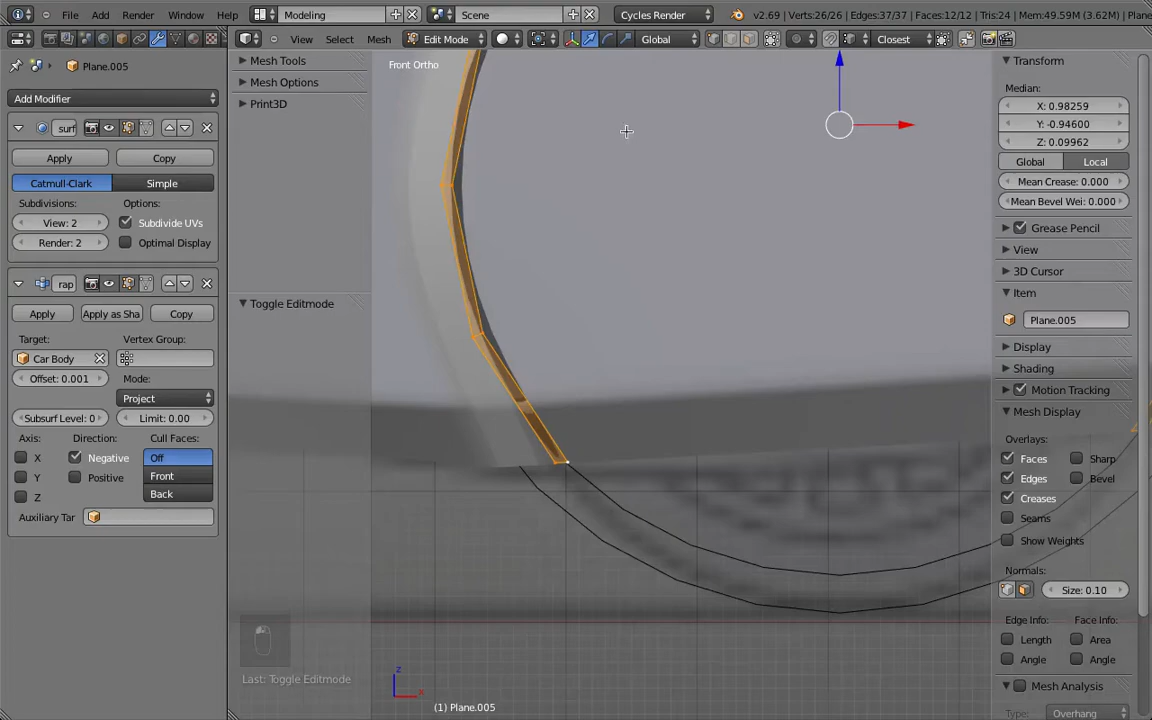 File Add Render Window Help Modeling Scene Cycles Render v2.69 | Verts:26/26 | Edges:37/37 | Faces:12/12 | Tris:24 | Mem:49.59M (3.62M) | Plane
View Select Mesh Edit Mode Global Closest
Plane.005
Add Modifier
surf
Apply Copy
Catmull-Clark Simple
Subdivisions: Options:
View: 2 Subdivide UVs
Render: 2 Optimal Display
rap
Apply Apply as Sha Copy
Target: Vertex Group:
Car Body
Offset: 0.001 Mode:
Project
Subsurf Level: 0 Limit: 0.00
Axis: Direction: Cull Faces:
X Negative Off
Y Positive Front
Z Back
Auxiliary Tar
Mesh Tools
Mesh Options
Print3D
Toggle Editmode
Front Ortho
Last: Toggle Editmode
z
x
(1) Plane.005
Transform
Median:
X: 0.98259
Y: -0.94600
Z: 0.09962
Global Local
Mean Crease: 0.000
Mean Bevel Wei: 0.000
Grease Pencil
View
3D Cursor
Item
Plane.005
Display
Shading
Motion Tracking
Mesh Display
Overlays:
Faces Sharp
Edges Bevel
Creases
Seams
Show Weights
Normals:
Size: 0.10
Edge Info: Face Info:
Length Area
Angle Angle
Mesh Analysis
Type: Overhang